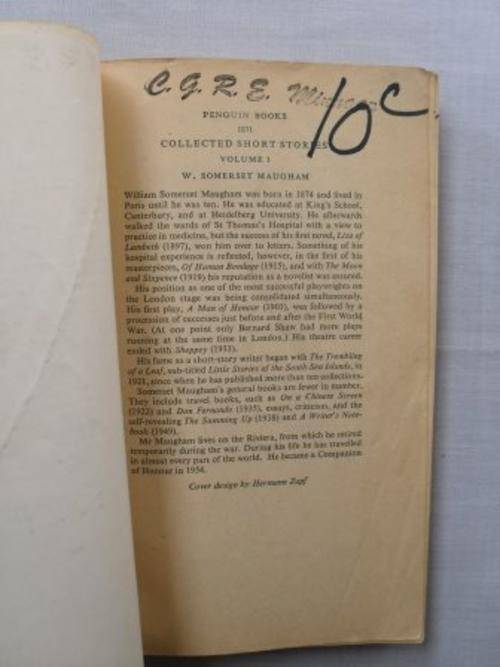 C.G.R.E.
10c
PENGUIN BOOKS
1871
COLLECTED SHORT STORIES
VOLUME 1
W. SOMERSET MAUGHAM
William Somerset Maugham was born in 1874 and lived in
Paris until he was ten. He was educated at King's School,
Canterbury, and at Heidelberg University. He afterwards
walked the wards of St Thomas's Hospital with a view to
practice in medicine, but the success of his first novel, Liza of
Lambeth (1897), won him over to letters. Something of his
hospital experience is reflected, however, in the first of his
masterpieces, Of Human Bondage (1915), and with The Moon
and Sixpence (1919) his reputation as a novelist was assured.
His position as one of the most successful playwrights on
the London stage was being consolidated simultaneously.
His first play, A Man of Honour (1903), was followed by a
procession of successes just before and after the First World
War. (At one point only Bernard Shaw had more plays
running at the same time in London.) His theatre career
ended with Sheppey (1933).
His fame as a short-story writer began with The Trembling
of a Leaf, sub-titled Little Stories of the South Sea Islands, in
1921, since when he has published more than ten collections.
Somerset Maugham's general books are fewer in number.
They include travel books, such as On a Chinese Screen
(1922) and Don Fernando (1935), essays, criticism, and the
self-revealing The Summing Up (1938) and A Writer's Note-
book (1949).
Mr Maugham lives on the Riviera, from which he retired
temporarily during the war. During his life he has travelled
in almost every part of the world. He became a Companion
of Honour in 1954.
Cover design by Hermann Zapf